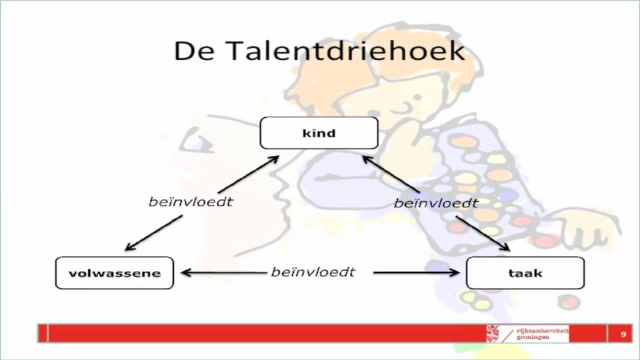 De Talentdriehoek
kind
beïnvloedt
beïnvloedt
volwassene
beïnvloedt
taak
rijksuniversiteit
groningen
9